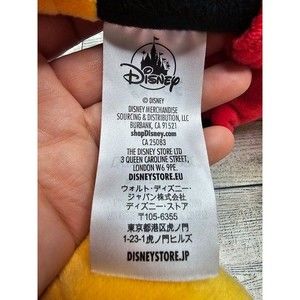 Disney
© DISNEY
DISNEY MERCHANDISE
SOURCING & DISTRIBUTION, LLC
BURBANK, CA 91521
shopDisney.com
CA 25083
THE DISNEY STORE LTD
3 QUEEN CAROLINE STREET,
LONDON W6 9PE.
DISNEYSTORE.EU
ウォルト・ディズニー・
ジャパン株式会社
ディズニー・ストア
〒105-6355
東京都港区虎ノ門
1-23-1虎ノ門ヒルズ
DISNEYSTORE.JP